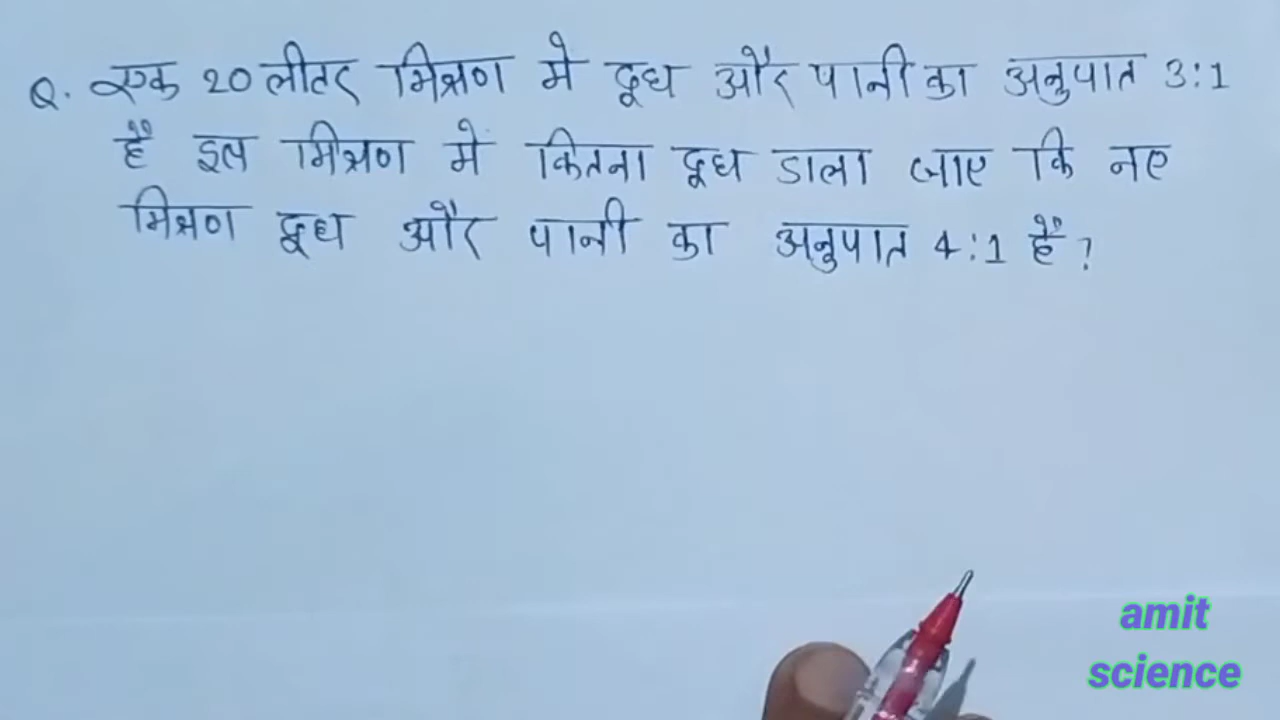 Q. एक 20 लीटर मिश्रण मे दूध और पानी का अनुपात 3:1
है इस मिश्रण में कितना दूध डाला जाए कि नए
मिश्रण दूध और पानी का अनुपात 4:1 है ?
amit
science